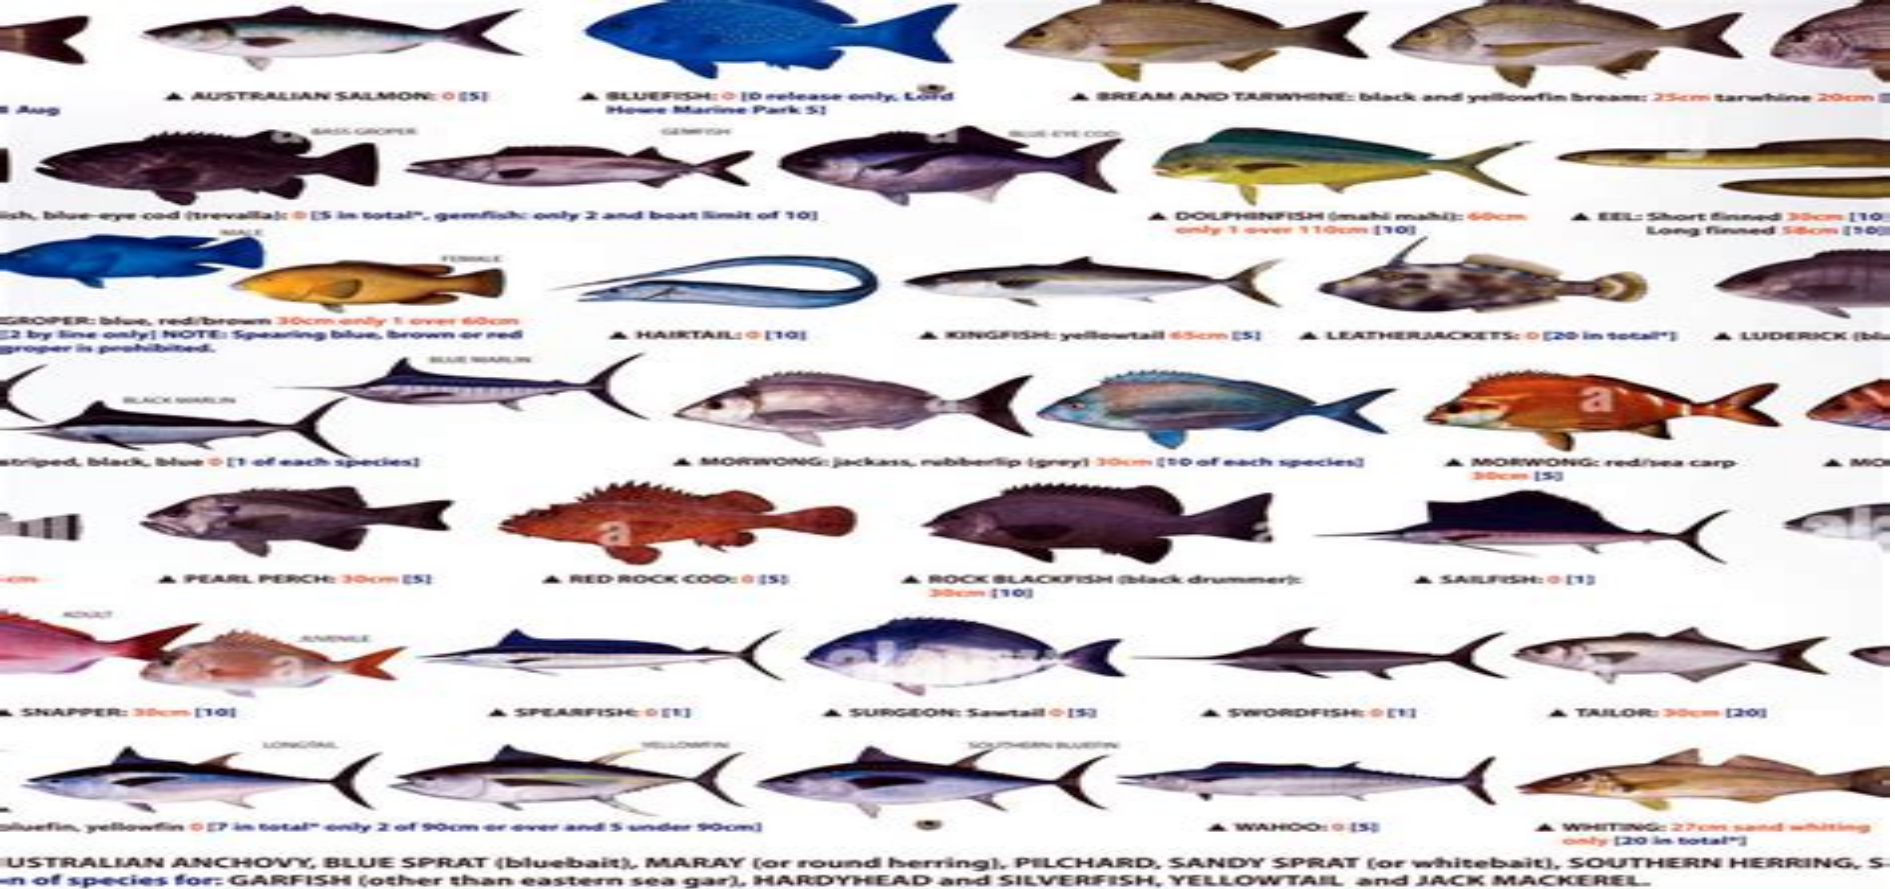 ▲ AUSTRALIAN SALMON: 0 [5]
▲ BLUEFISH: 0 [0 release only, Lord
Howe Marine Park 5]
▲ BREAM AND TARWHINE: black and yellowfin bream: 25cm tarwhine 20cm [
Aug
BASS GROPER
GEMFISH
BLUE-EYE COD
ish, blue-eye cod (trevalla): 0 [5 in total*, gemfish: only 2 and boat limit of 10]
▲ DOLPHINFISH (mahi mahi): 60cm
only 1 over 110cm [10]
▲ EEL: Short finned 30cm [10]
Long finned 58cm [10]
MALE
FEMALE
GROPER: blue, red/brown 30cm only 1 over 60cm
[2 by line only] NOTE: Spearing blue, brown or red
groper is prohibited.
▲ HAIRTAIL: 0 [10]
▲ KINGFISH: yellowtail 65cm [5]
▲ LEATHERJACKETS: 0 [20 in total*]
▲ LUDERICK (blu
BLUE MARLIN
BLACK MARLIN
striped, black, blue 0 [1 of each species]
▲ MORWONG: jackass, rubberlip (grey) 30cm [10 of each species]
▲ MORWONG: red/sea carp
30cm [5]
▲ MO
cm
▲ PEARL PERCH: 30cm [5]
▲ RED ROCK COD: 0 [5]
▲ ROCK BLACKFISH (black drummer):
30cm [10]
▲ SAILFISH: 0 [1]
ADULT
JUVENILE
▲ SNAPPER: 30cm [10]
▲ SPEARFISH: 0 [1]
▲ SURGEON: Sawtail 0 [5]
▲ SWORDFISH: 0 [1]
▲ TAILOR: 30cm [20]
LONGTAIL
YELLOWFIN
SOUTHERN BLUEFIN
bluefin, yellowfin 0 [7 in total* only 2 of 90cm or over and 5 under 90cm]
▲ WAHOO: 0 [5]
▲ WHITING: 27cm sand whiting
only [20 in total*]
USTRALIAN ANCHOVY, BLUE SPRAT (bluebait), MARAY (or round herring), PILCHARD, SANDY SPRAT (or whitebait), SOUTHERN HERRING, S
n of species for: GARFISH (other than eastern sea gar), HARDYHEAD and SILVERFISH, YELLOWTAIL and JACK MACKEREL.